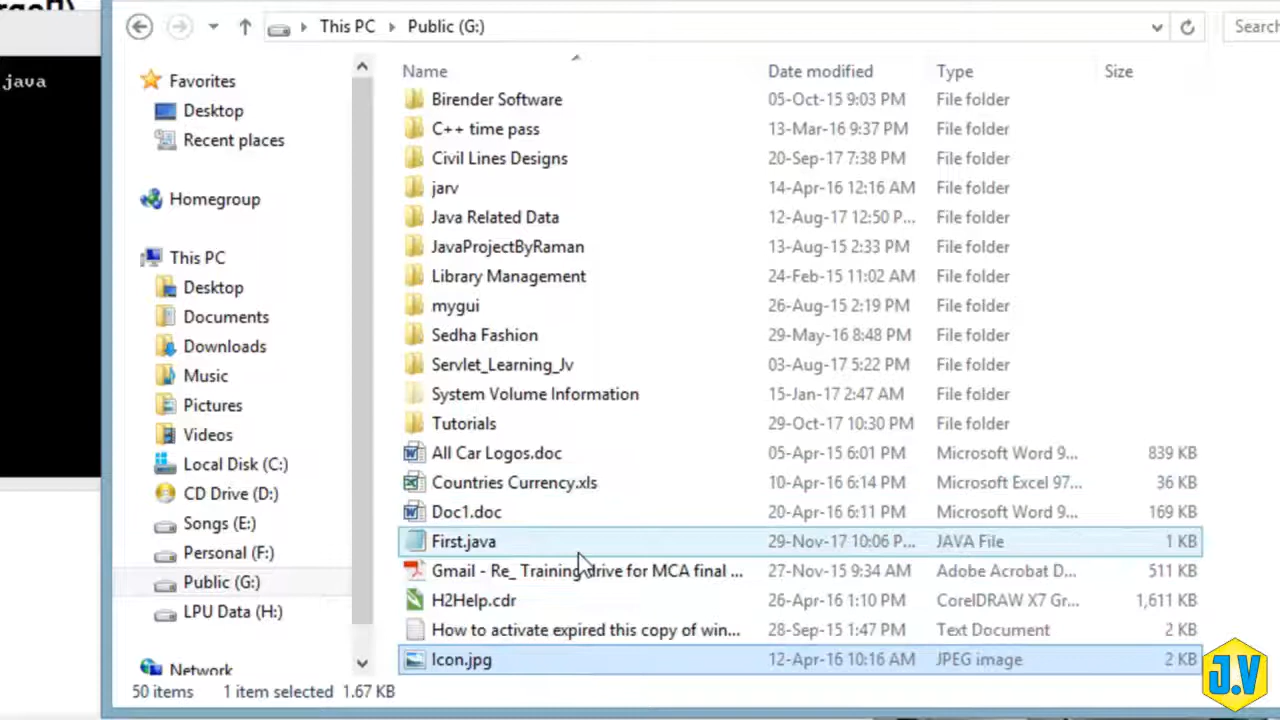 java
This PC
Public (G:)
Search
Name
Date modified
Type
Size
Favorites
Desktop
Recent places
Homegroup
This PC
Desktop
Documents
Downloads
Music
Pictures
Videos
Local Disk (C:)
CD Drive (D:)
Songs (E:)
Personal (F:)
Public (G:)
LPU Data (H:)
Network
Birender Software 05-Oct-15 9:03 PM File folder
C++ time pass 13-Mar-16 9:37 PM File folder
Civil Lines Designs 20-Sep-17 7:38 PM File folder
jarv 14-Apr-16 12:16 AM File folder
Java Related Data 12-Aug-17 12:50 P... File folder
JavaProjectByRaman 13-Aug-15 2:33 PM File folder
Library Management 24-Feb-15 11:02 AM File folder
mygui 26-Aug-15 2:19 PM File folder
Sedha Fashion 29-May-16 8:48 PM File folder
Servlet_Learning_Jv 03-Aug-17 5:22 PM File folder
System Volume Information 15-Jan-17 2:47 AM File folder
Tutorials 29-Oct-17 10:30 PM File folder
All Car Logos.doc 05-Apr-15 6:01 PM Microsoft Word 9... 839 KB
Countries Currency.xls 10-Apr-16 6:14 PM Microsoft Excel 97... 36 KB
Doc1.doc 20-Apr-16 6:11 PM Microsoft Word 9... 169 KB
First.java 29-Nov-17 10:06 P... JAVA File 1 KB
Gmail - Re_ Training drive for MCA final ... 27-Nov-15 9:34 AM Adobe Acrobat D... 511 KB
H2Help.cdr 26-Apr-16 1:10 PM CorelDRAW X7 Gr... 1,611 KB
How to activate expired this copy of win... 28-Sep-15 1:47 PM Text Document 2 KB
Icon.jpg 12-Apr-16 10:16 AM JPEG image 2 KB
50 items 1 item selected 1.67 KB
J.V